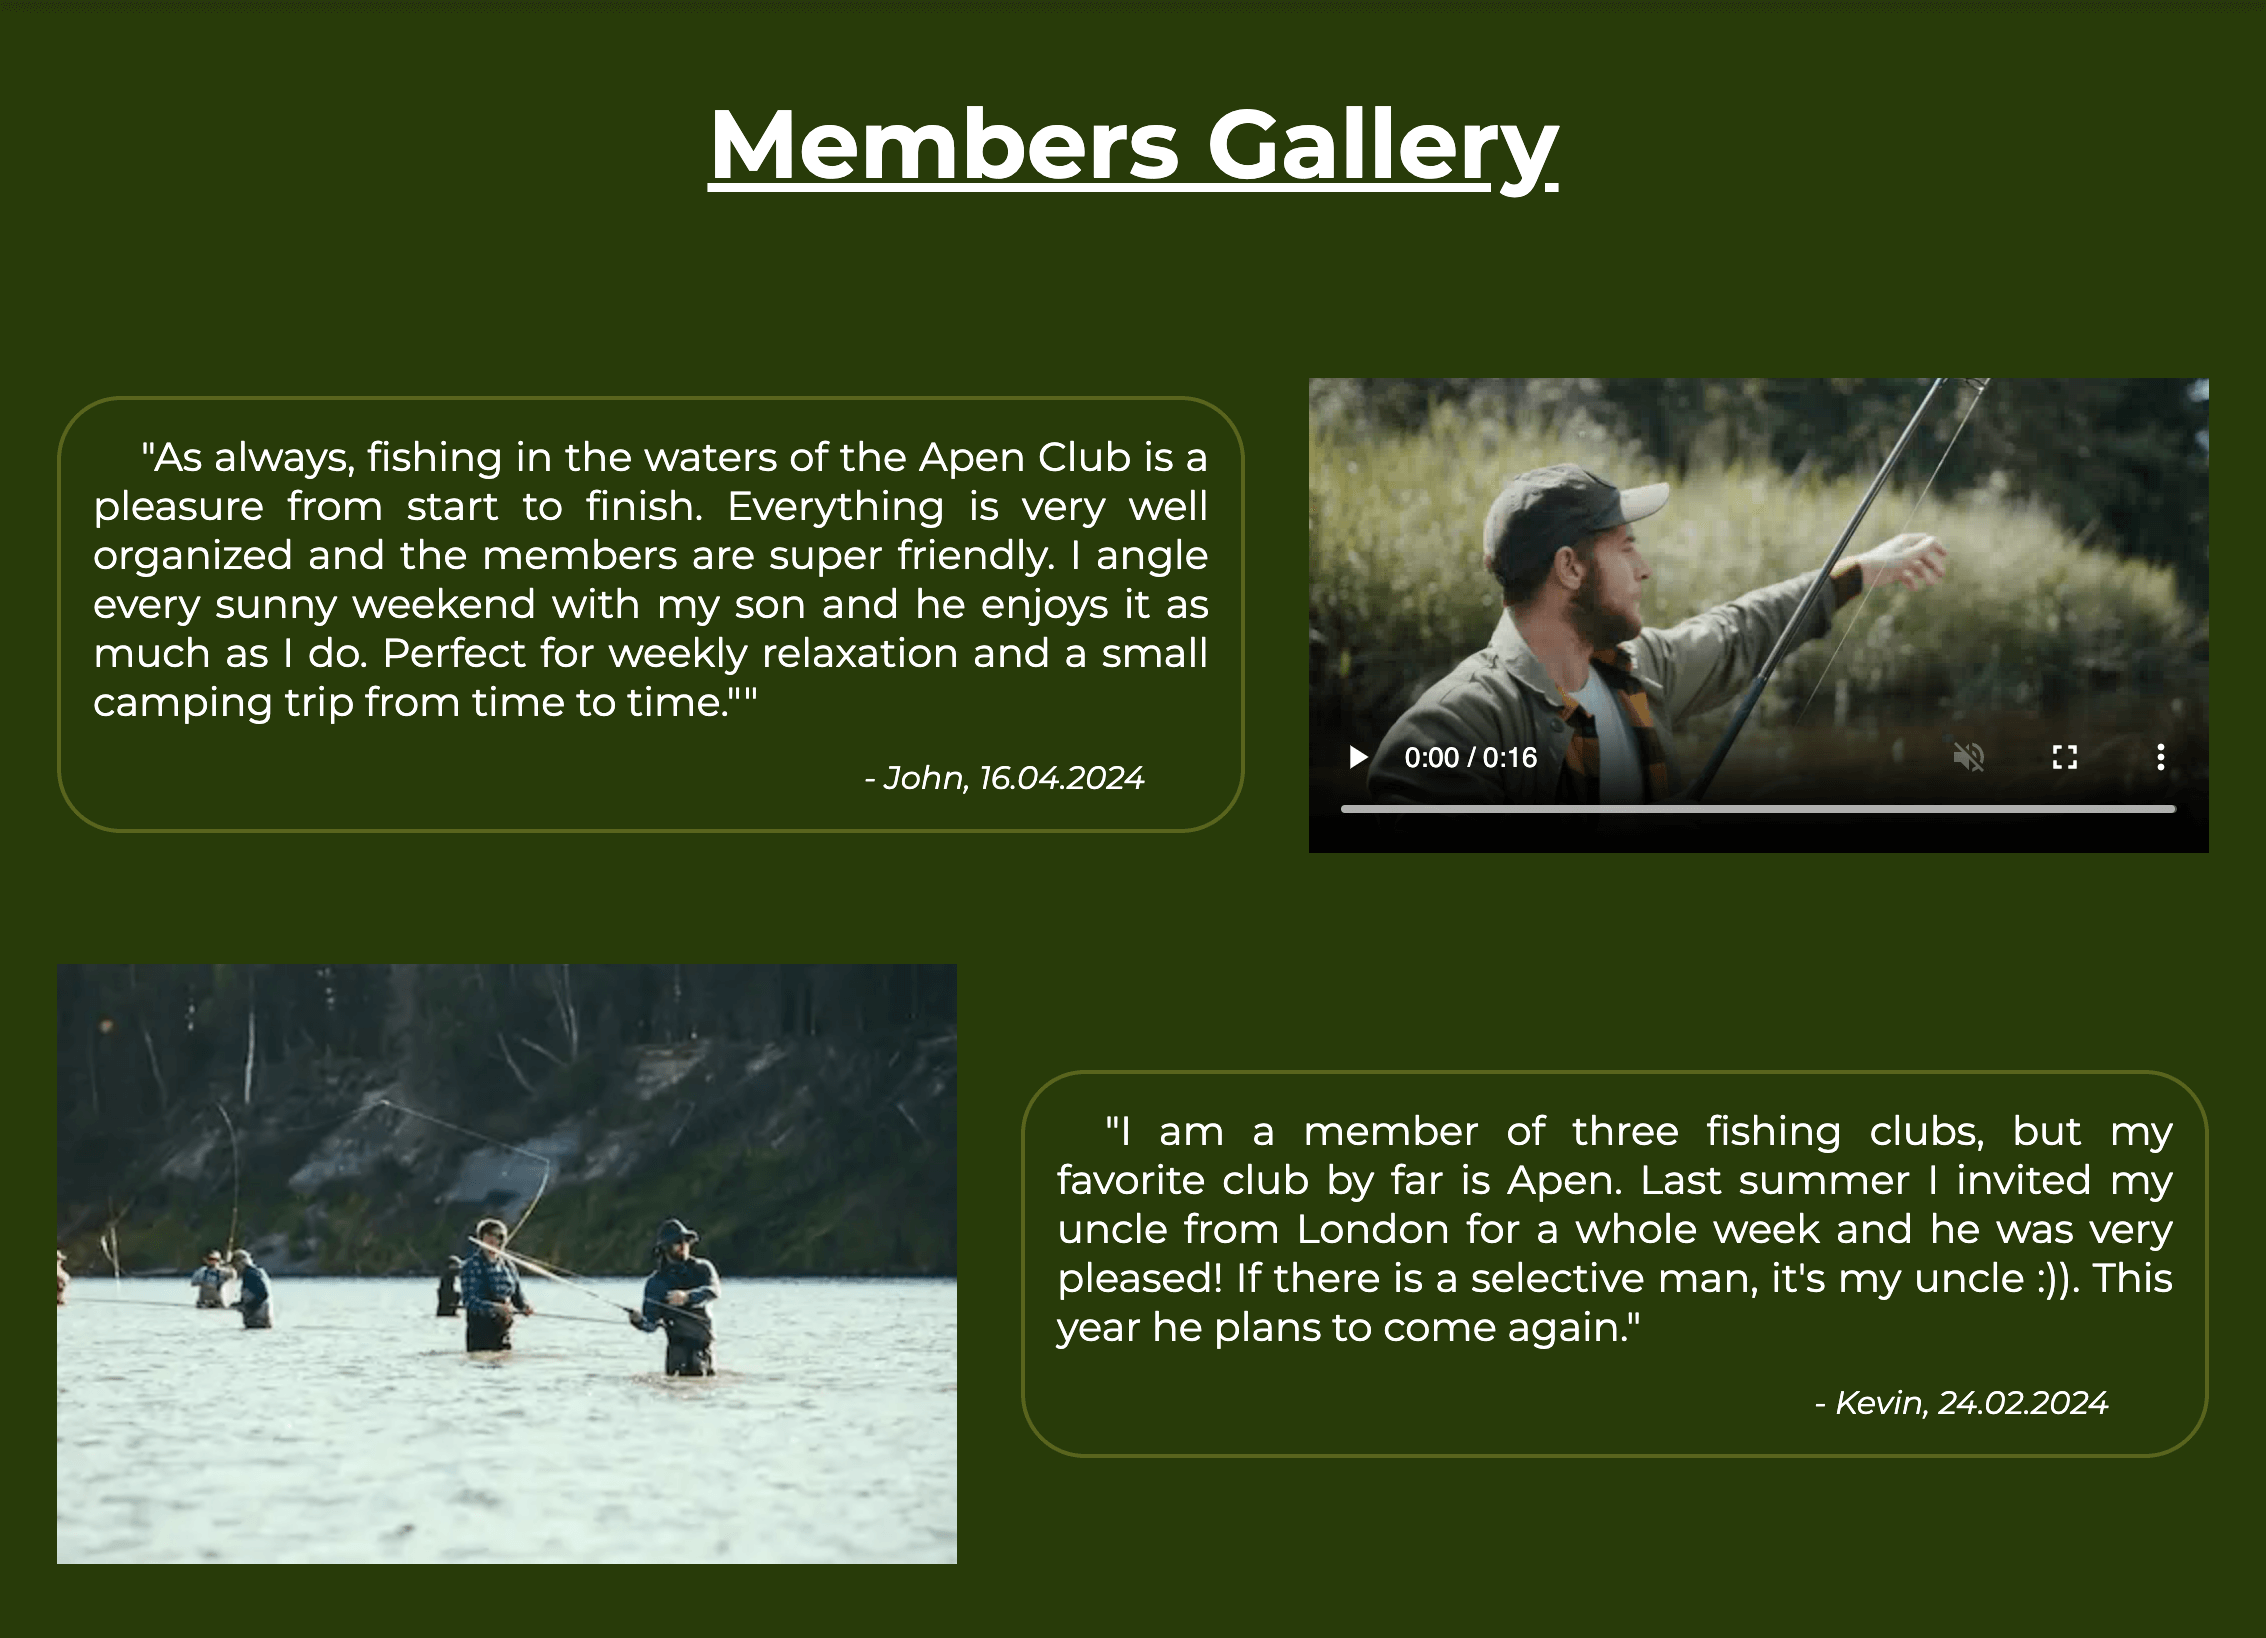 Members Gallery
"As always, fishing in the waters of the Apen Club is a
pleasure from start to finish. Everything is very well
organized and the members are super friendly. I angle
every sunny weekend with my son and he enjoys it as
much as I do. Perfect for weekly relaxation and a small
camping trip from time to time.""
- John, 16.04.2024
0:00 / 0:16
"I am a member of three fishing clubs, but my
favorite club by far is Apen. Last summer I invited my
uncle from London for a whole week and he was very
pleased! If there is a selective man, it's my uncle :)). This
year he plans to come again."
- Kevin, 24.02.2024